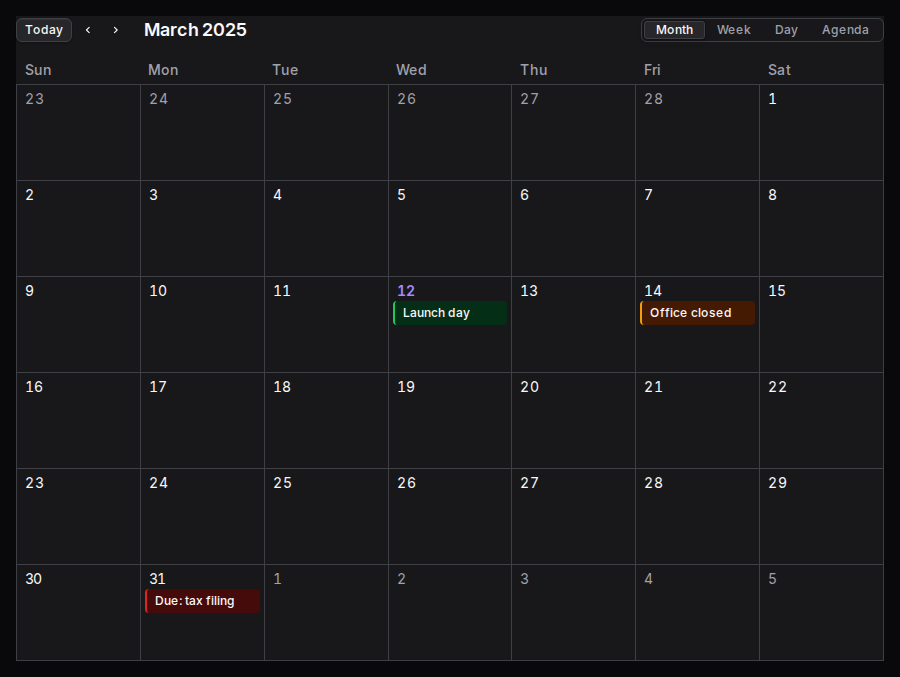 Today ‹ › March 2025 Month Week Day Agenda
Sun Mon Tue Wed Thu Fri Sat
23 24 25 26 27 28 1
2 3 4 5 6 7 8
9 10 11 12 13 14 15
Launch day Office closed
16 17 18 19 20 21 22
23 24 25 26 27 28 29
30 31 1 2 3 4 5
Due: tax filing